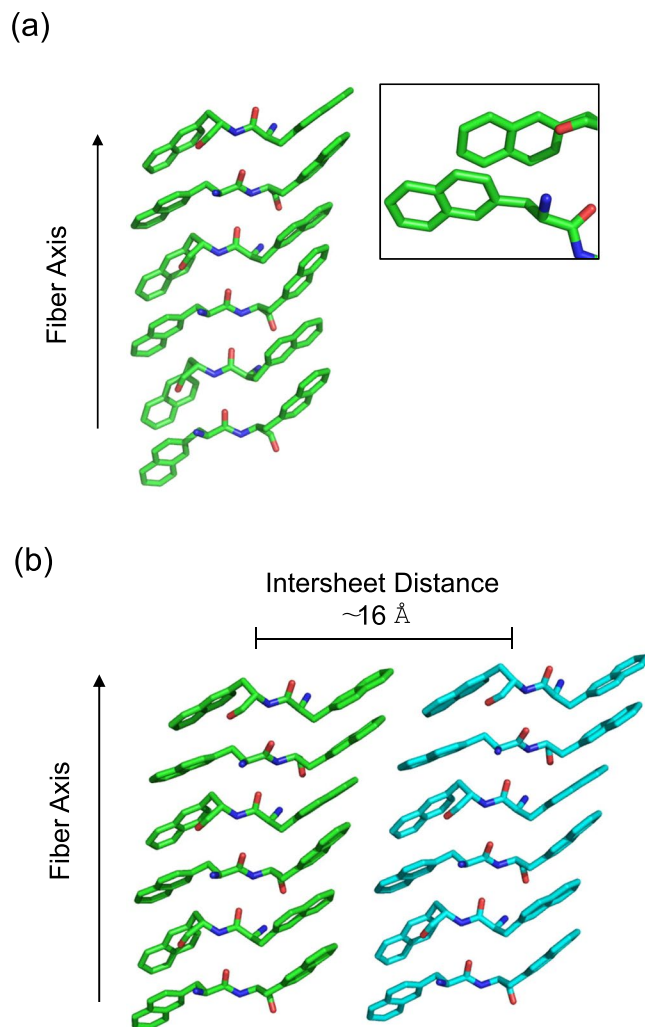 (a)
Fiber Axis
(b)
Intersheet Distance
~16 Å
Fiber Axis